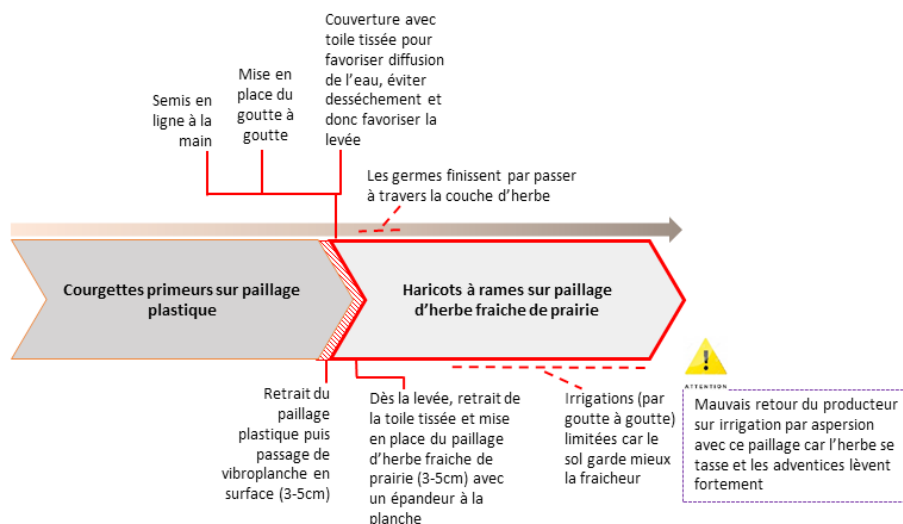 Couverture avec
toile tissée pour
favoriser diffusion
de l'eau, éviter
desséchement et
donc favoriser la
levée
Mise en
place du
goutte à
goutte
Semis en
ligne à la
main
Les germes finissent par passer
à travers la couche d'herbe
Courgettes primeurs sur paillage
plastique
Haricots à rames sur paillage
d'herbe fraiche de prairie
Retrait du
paillage
plastique puis
passage de
vibroplanche en
surface (3-5cm)
Dès la levée, retrait de
la toile tissée et mise
en place du paillage
d'herbe fraiche de
prairie (3-5cm) avec
un épandeur à la
planche
Irrigations (par
goutte à goutte)
limitées car le
sol garde mieux
la fraicheur
!
ATTENTION
Mauvais retour du producteur
sur irrigation par aspersion
avec ce paillage car l'herbe se
tasse et les adventices lèvent
fortement